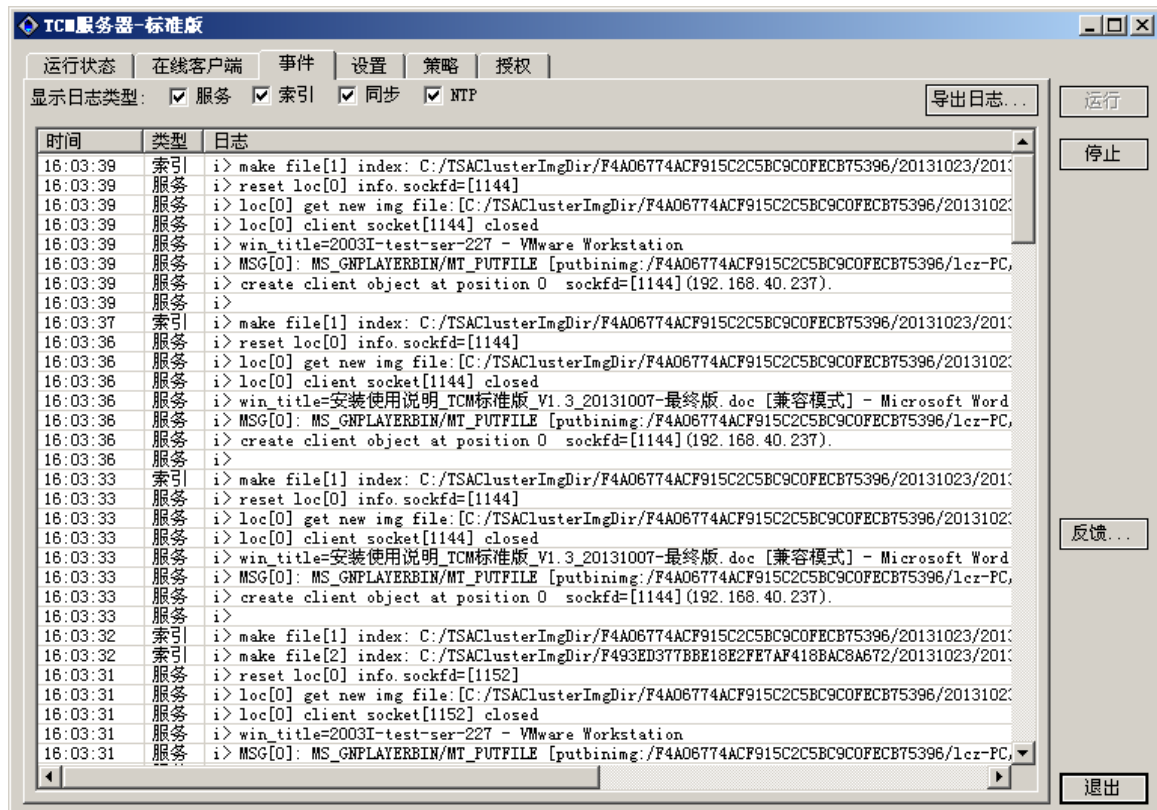 TCM服务器-标准版
运行状态 在线客户端 事件 设置 策略 授权
显示日志类型: 服务 索引 同步 NTP 导出日志... 运行
时间 类型 日志
停止
16:03:39 索引 i> make file[1] index: C:/TSAClusterImgDir/F4A06774ACF915C2C5BC9C0FECB75396/20131023/201
16:03:39 服务 i> reset loc[0] info.sockfd=[1144]
16:03:39 服务 i> loc[0] get new img file:[C:/TSAClusterImgDir/F4A06774ACF915C2C5BC9C0FECB75396/2013102
16:03:39 服务 i> loc[0] client socket[1144] closed
16:03:39 服务 i> win_title=2003I-test-ser-227 - VMware Workstation
16:03:39 服务 i> MSG[0]: MS_GNPLAYERBIN/MT_PUTFILE [putbinimg:/F4A06774ACF915C2C5BC9C0FECB75396/lcz-PC,
16:03:39 服务 i> create client object at position 0 sockfd=[1144](192.168.40.237).
16:03:39 服务 i>
16:03:37 索引 i> make file[1] index: C:/TSAClusterImgDir/F4A06774ACF915C2C5BC9C0FECB75396/20131023/201
16:03:36 服务 i> reset loc[0] info.sockfd=[1144]
16:03:36 服务 i> loc[0] get new img file:[C:/TSAClusterImgDir/F4A06774ACF915C2C5BC9C0FECB75396/2013102
16:03:36 服务 i> loc[0] client socket[1144] closed
16:03:36 服务 i> win_title=安装使用说明_TCM标准版_V1.3_20131007-最终版.doc [兼容模式] - Microsoft Word
16:03:36 服务 i> MSG[0]: MS_GNPLAYERBIN/MT_PUTFILE [putbinimg:/F4A06774ACF915C2C5BC9C0FECB75396/lcz-PC,
16:03:36 服务 i> create client object at position 0 sockfd=[1144](192.168.40.237).
16:03:36 服务 i>
16:03:33 索引 i> make file[1] index: C:/TSAClusterImgDir/F4A06774ACF915C2C5BC9C0FECB75396/20131023/201
16:03:33 服务 i> reset loc[0] info.sockfd=[1144]
16:03:33 服务 i> loc[0] get new img file:[C:/TSAClusterImgDir/F4A06774ACF915C2C5BC9C0FECB75396/2013102
16:03:33 服务 i> loc[0] client socket[1144] closed
反馈...
16:03:33 服务 i> win_title=安装使用说明_TCM标准版_V1.3_20131007-最终版.doc [兼容模式] - Microsoft Word
16:03:33 服务 i> MSG[0]: MS_GNPLAYERBIN/MT_PUTFILE [putbinimg:/F4A06774ACF915C2C5BC9C0FECB75396/lcz-PC,
16:03:33 服务 i> create client object at position 0 sockfd=[1144](192.168.40.237).
16:03:33 服务 i>
16:03:32 索引 i> make file[1] index: C:/TSAClusterImgDir/F4A06774ACF915C2C5BC9C0FECB75396/20131023/201
16:03:32 索引 i> make file[2] index: C:/TSAClusterImgDir/F493ED377BBE18E2FE7AF418BAC8A672/20131023/201
16:03:31 服务 i> reset loc[0] info.sockfd=[1152]
16:03:31 服务 i> loc[0] get new img file:[C:/TSAClusterImgDir/F4A06774ACF915C2C5BC9C0FECB75396/2013102
16:03:31 服务 i> loc[0] client socket[1152] closed
16:03:31 服务 i> win_title=2003I-test-ser-227 - VMware Workstation
16:03:31 服务 i> MSG[0]: MS_GNPLAYERBIN/MT_PUTFILE [putbinimg:/F4A06774ACF915C2C5BC9C0FECB75396/lcz-PC,
退出